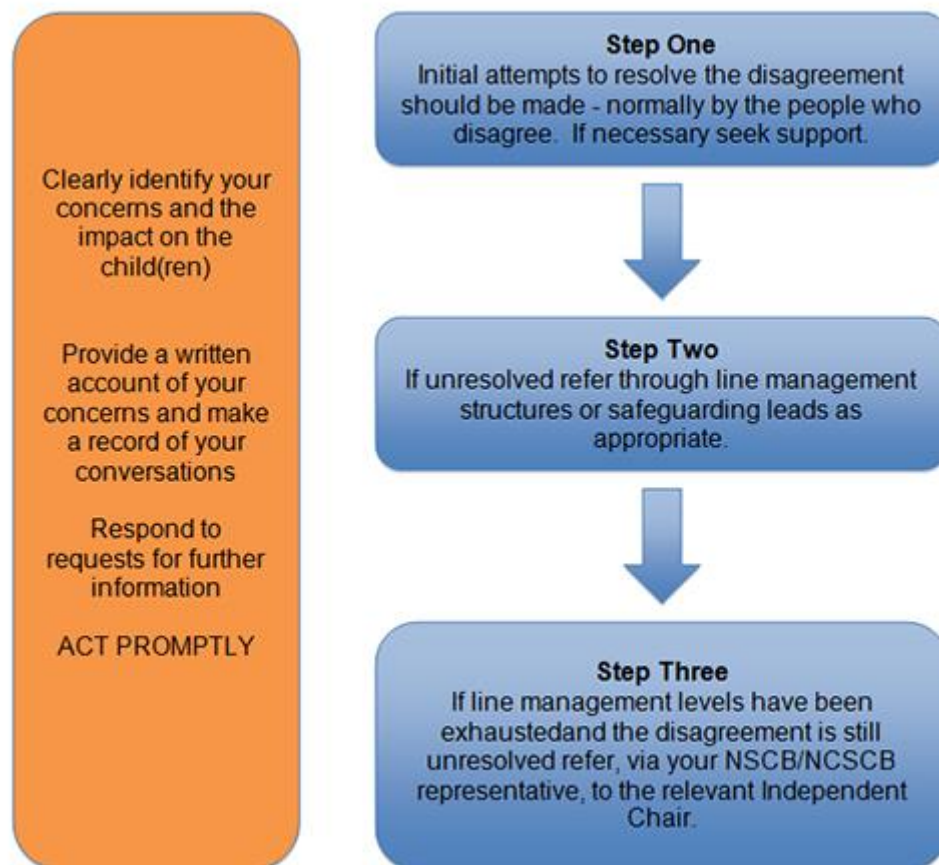 Clearly identify your
concerns and the
impact on the
child(ren)
Provide a written
account of your
concerns and make
a record of your
conversations
Respond to
requests for further
information
ACT PROMPTLY
Step One
Initial attempts to resolve the disagreement
should be made - normally by the people who
disagree.  If necessary seek support.
Step Two
If unresolved refer through line management
structures or safeguarding leads as
appropriate.
Step Three
If line management levels have been
exhaustedand the disagreement is still
unresolved refer, via your NSCB/NCSCB
representative, to the relevant Independent
Chair.